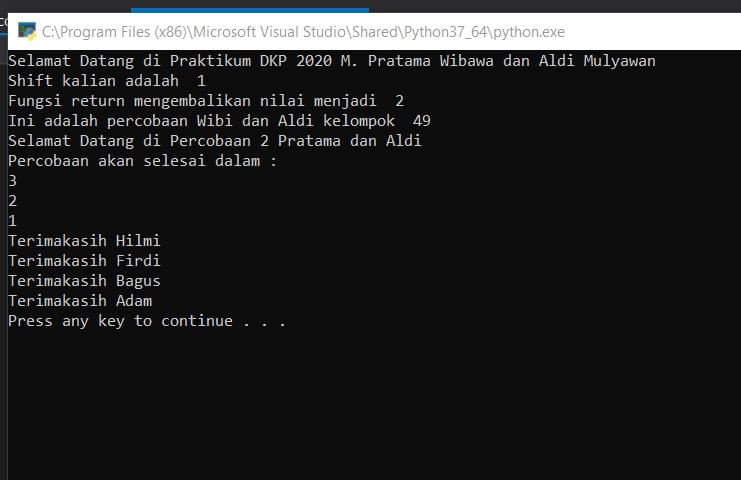 C:\Program Files (x86)\Microsoft Visual Studio\Shared\Python37_64\python.exe
Selamat Datang di Praktikum DKP 2020 M. Pratama Wibawa dan Aldi Mulyawan
Shift kalian adalah  1
Fungsi return mengembalikan nilai menjadi  2
Ini adalah percobaan Wibi dan Aldi kelompok  49
Selamat Datang di Percobaan 2 Pratama dan Aldi
Percobaan akan selesai dalam :
3
2
1
Terimakasih Hilmi
Terimakasih Firdi
Terimakasih Bagus
Terimakasih Adam
Press any key to continue . . .